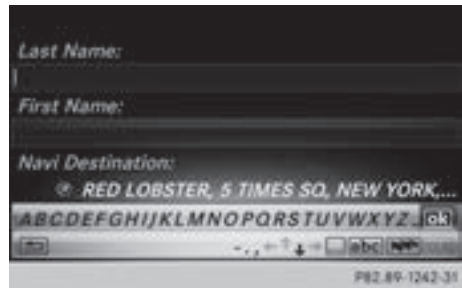 Last Name:
First Name:
Navi Destination:
RED LOBSTER, 5 TIMES SQ, NEW YORK,...
ABCDEFGHIJKLMNOPQRSTUVWXYZ ok
- . , ← ↑ ↓ → abc
P82.89-1242-31